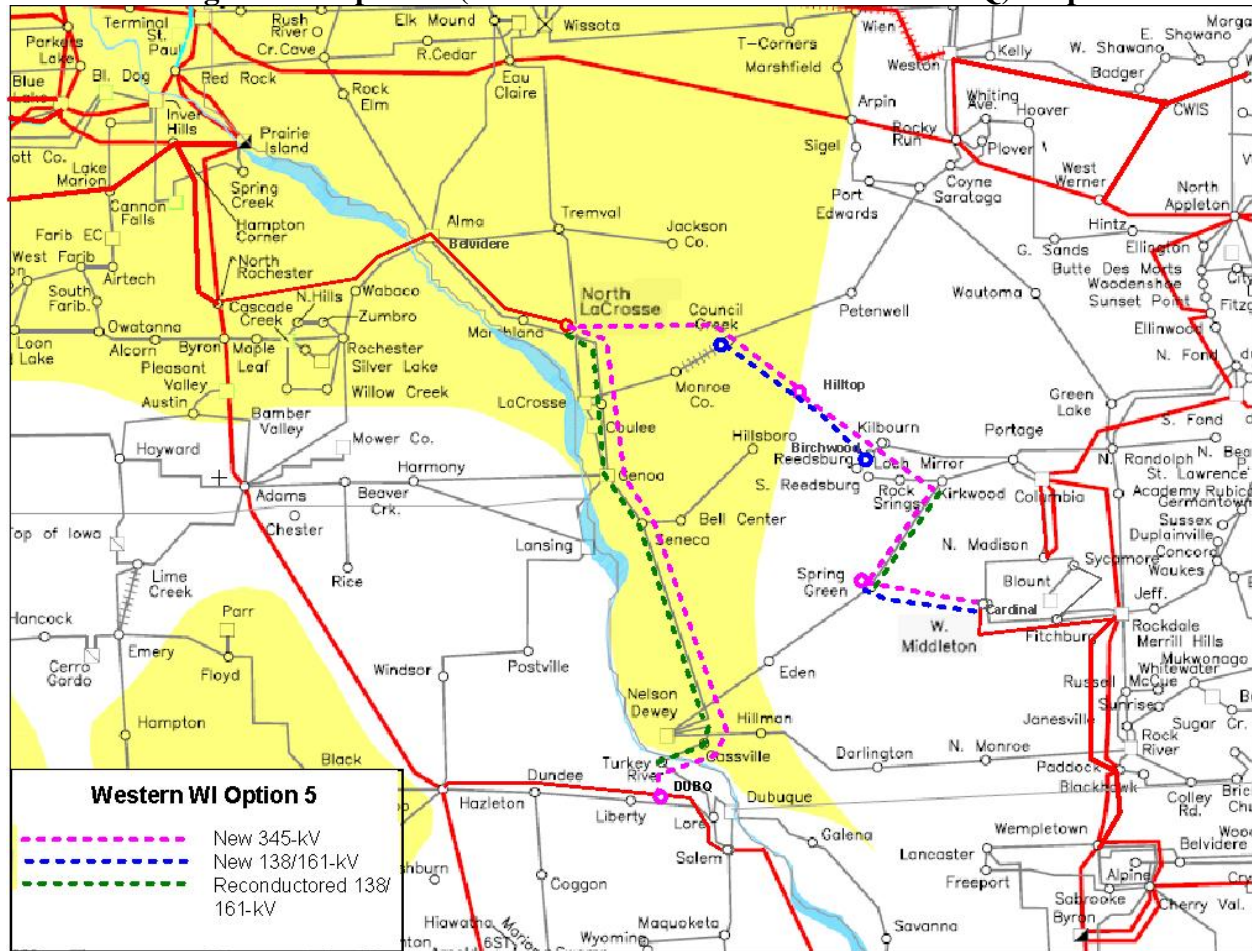 Terminal
St.
Paul
Rush
River
Elk Mound
Wissota
T-Corners
Wien
Kelly
W. Shawano
E. Shawano
Parkers
Lake
Cr.Cave
R.Cedar
Marshfield
Weston
Badger
Blue
Bl. Dog
Red Rock
Eau
Claire
Rock
Elm
Whiting
Ave.
Hoover
CWIS
Arpin
Rocky
Run
Plover
Inver
Hills
Prairie
Island
Sigel
West
Werner
Lake
Marion
Coyne
Saratoga
North
Appleton
Spring
Creek
Port
Edwards
Cannon
Falls
Hampton
Corner
Alma
Belvidere
Tremval
Jackson
Co.
Hintz
G. Sands
Ellington
Farib EC
West Farib
Airtech
North
Rochester
Butte Des Morts
Woodenshoe
Sunset Point
South
Farib.
Wabaco
North
LaCrosse
Council
Creek
Petenwell
Wautoma
Cascade
Creek
N.Hills
Zumbro
Marshland
Ellinwood
Owatanna
Alcorn
Byron
Maple
Leaf
Rochester
Silver Lake
Loon
Pleasant
Valley
Willow Creek
Monroe
Co.
Hilltop
Green
Lake
Austin
Bamber
Valley
LaCrosse
Coulee
Hillsboro
Kilbourn
Birchwood
Portage
S. Fond
Hayward
Mower Co.
Reedsburg
Loch Mirror
N.
Randolph
St. Lawrence
Harmony
Genoa
S. Reedsburg
Rock
Srings
Kirkwood
Columbia
Academy
Rubicon
Germantown
Adams
Beaver
Crk.
Chester
Bell Center
Seneca
Sussex
Duplainville
Concord
Waukes
Top of Iowa
Lansing
N. Madison
Sycamore
Lime
Creek
Rice
Spring
Green
Blount
Jeff.
Hancock
Parr
Cardinal
W.
Middleton
Fitchburg
Rockdale
Merrill Hills
Mukwonago
Cerro
Gordo
Emery
Floyd
Windsor
Postville
Eden
Whitewater
Russell
McCue
Sunrise
Nelson
Dewey
Hillman
Janesville
Sugar Cr.
Hampton
Rock
River
Black
Turkey
River
Cassville
Darlington
N. Monroe
Paddock
Blackhawk
Dundee
DUBQ
Dubuque
Colley
Rd.
Hazleton
Liberty
Lore
Galena
Wempletown
Belvidere
Salem
Lancaster
Freeport
Alpine
Sabrooke
Cherry Val.
Byron
Coggon
Hiawatha
Maquoketa
Wyoming
Savanna
Western WI Option 5
New 345-kV
New 138/161-kV
Reconductored 138/
161-kV